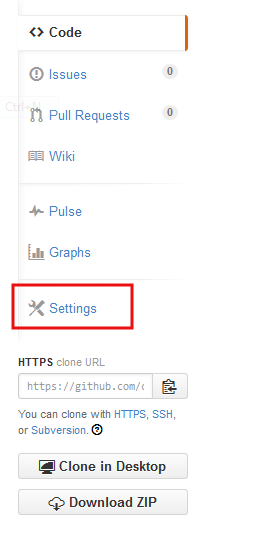 Code
Issues 0
Pull Requests 0
Wiki
Pulse
Graphs
Settings
HTTPS clone URL
https://github.com/
You can clone with HTTPS, SSH,
or Subversion.
Clone in Desktop
Download ZIP